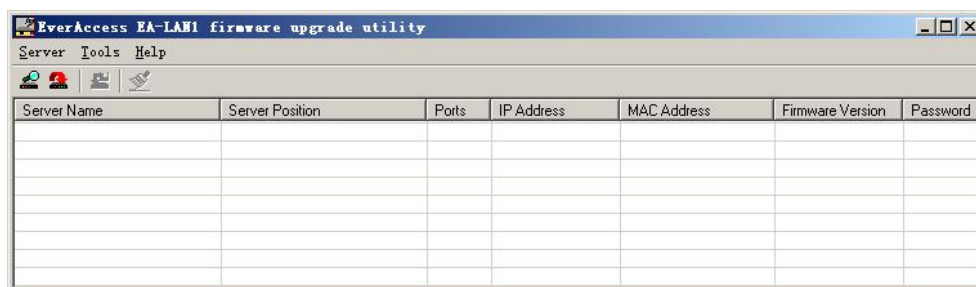 EverAccess EA-LAN1 firmware upgrade utility
Server Tools Help
Server Name Server Position Ports IP Address MAC Address Firmware Version Password